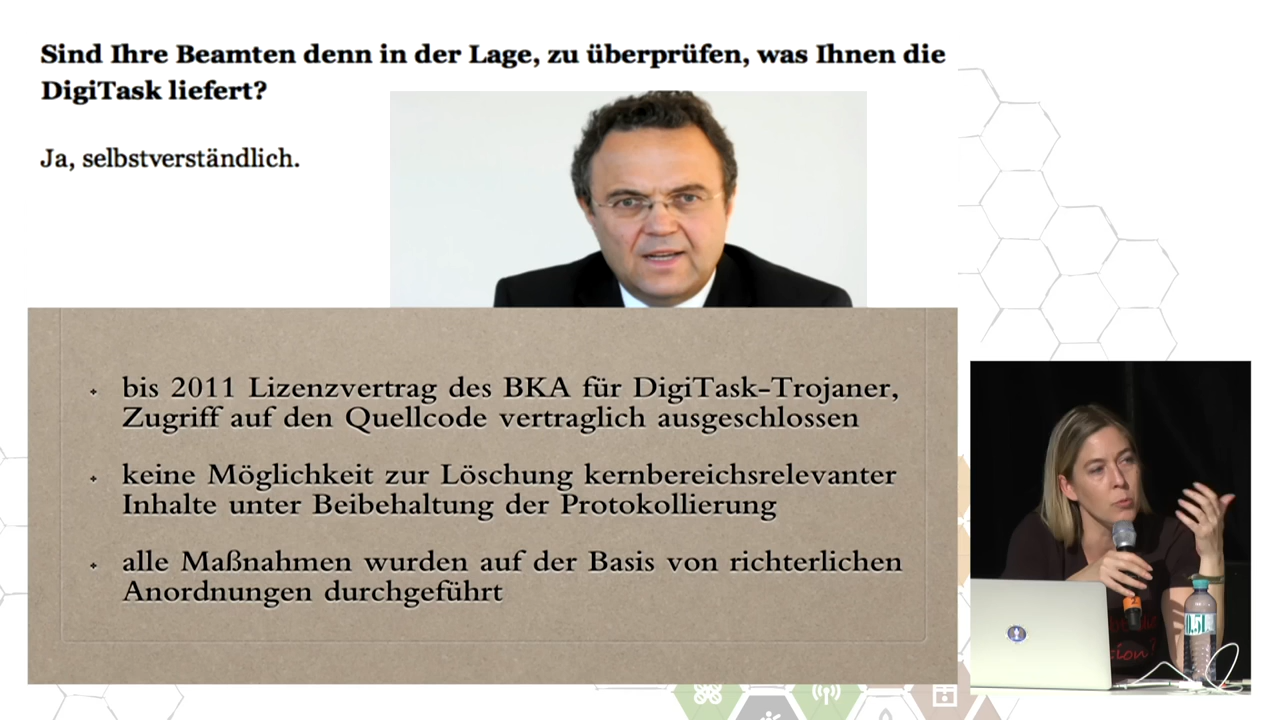 Sind Ihre Beamten denn in der Lage, zu überprüfen, was Ihnen die
DigiTask liefert?
Ja, selbstverständlich.
bis 2011 Lizenzvertrag des BKA für DigiTask-Trojaner,
Zugriff auf den Quellcode vertraglich ausgeschlossen
keine Möglichkeit zur Löschung kernbereichsrelevanter
Inhalte unter Beibehaltung der Protokollierung
alle Maßnahmen wurden auf der Basis von richterlichen
Anordnungen durchgeführt
0.5L